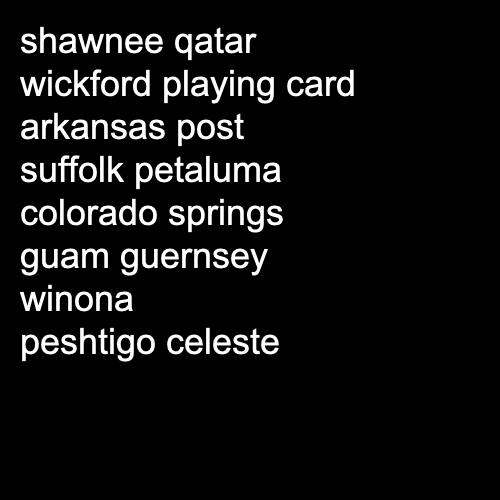 shawnee qatar
wickford playing card
arkansas post
suffolk petaluma
colorado springs
guam guernsey
winona
peshtigo celeste